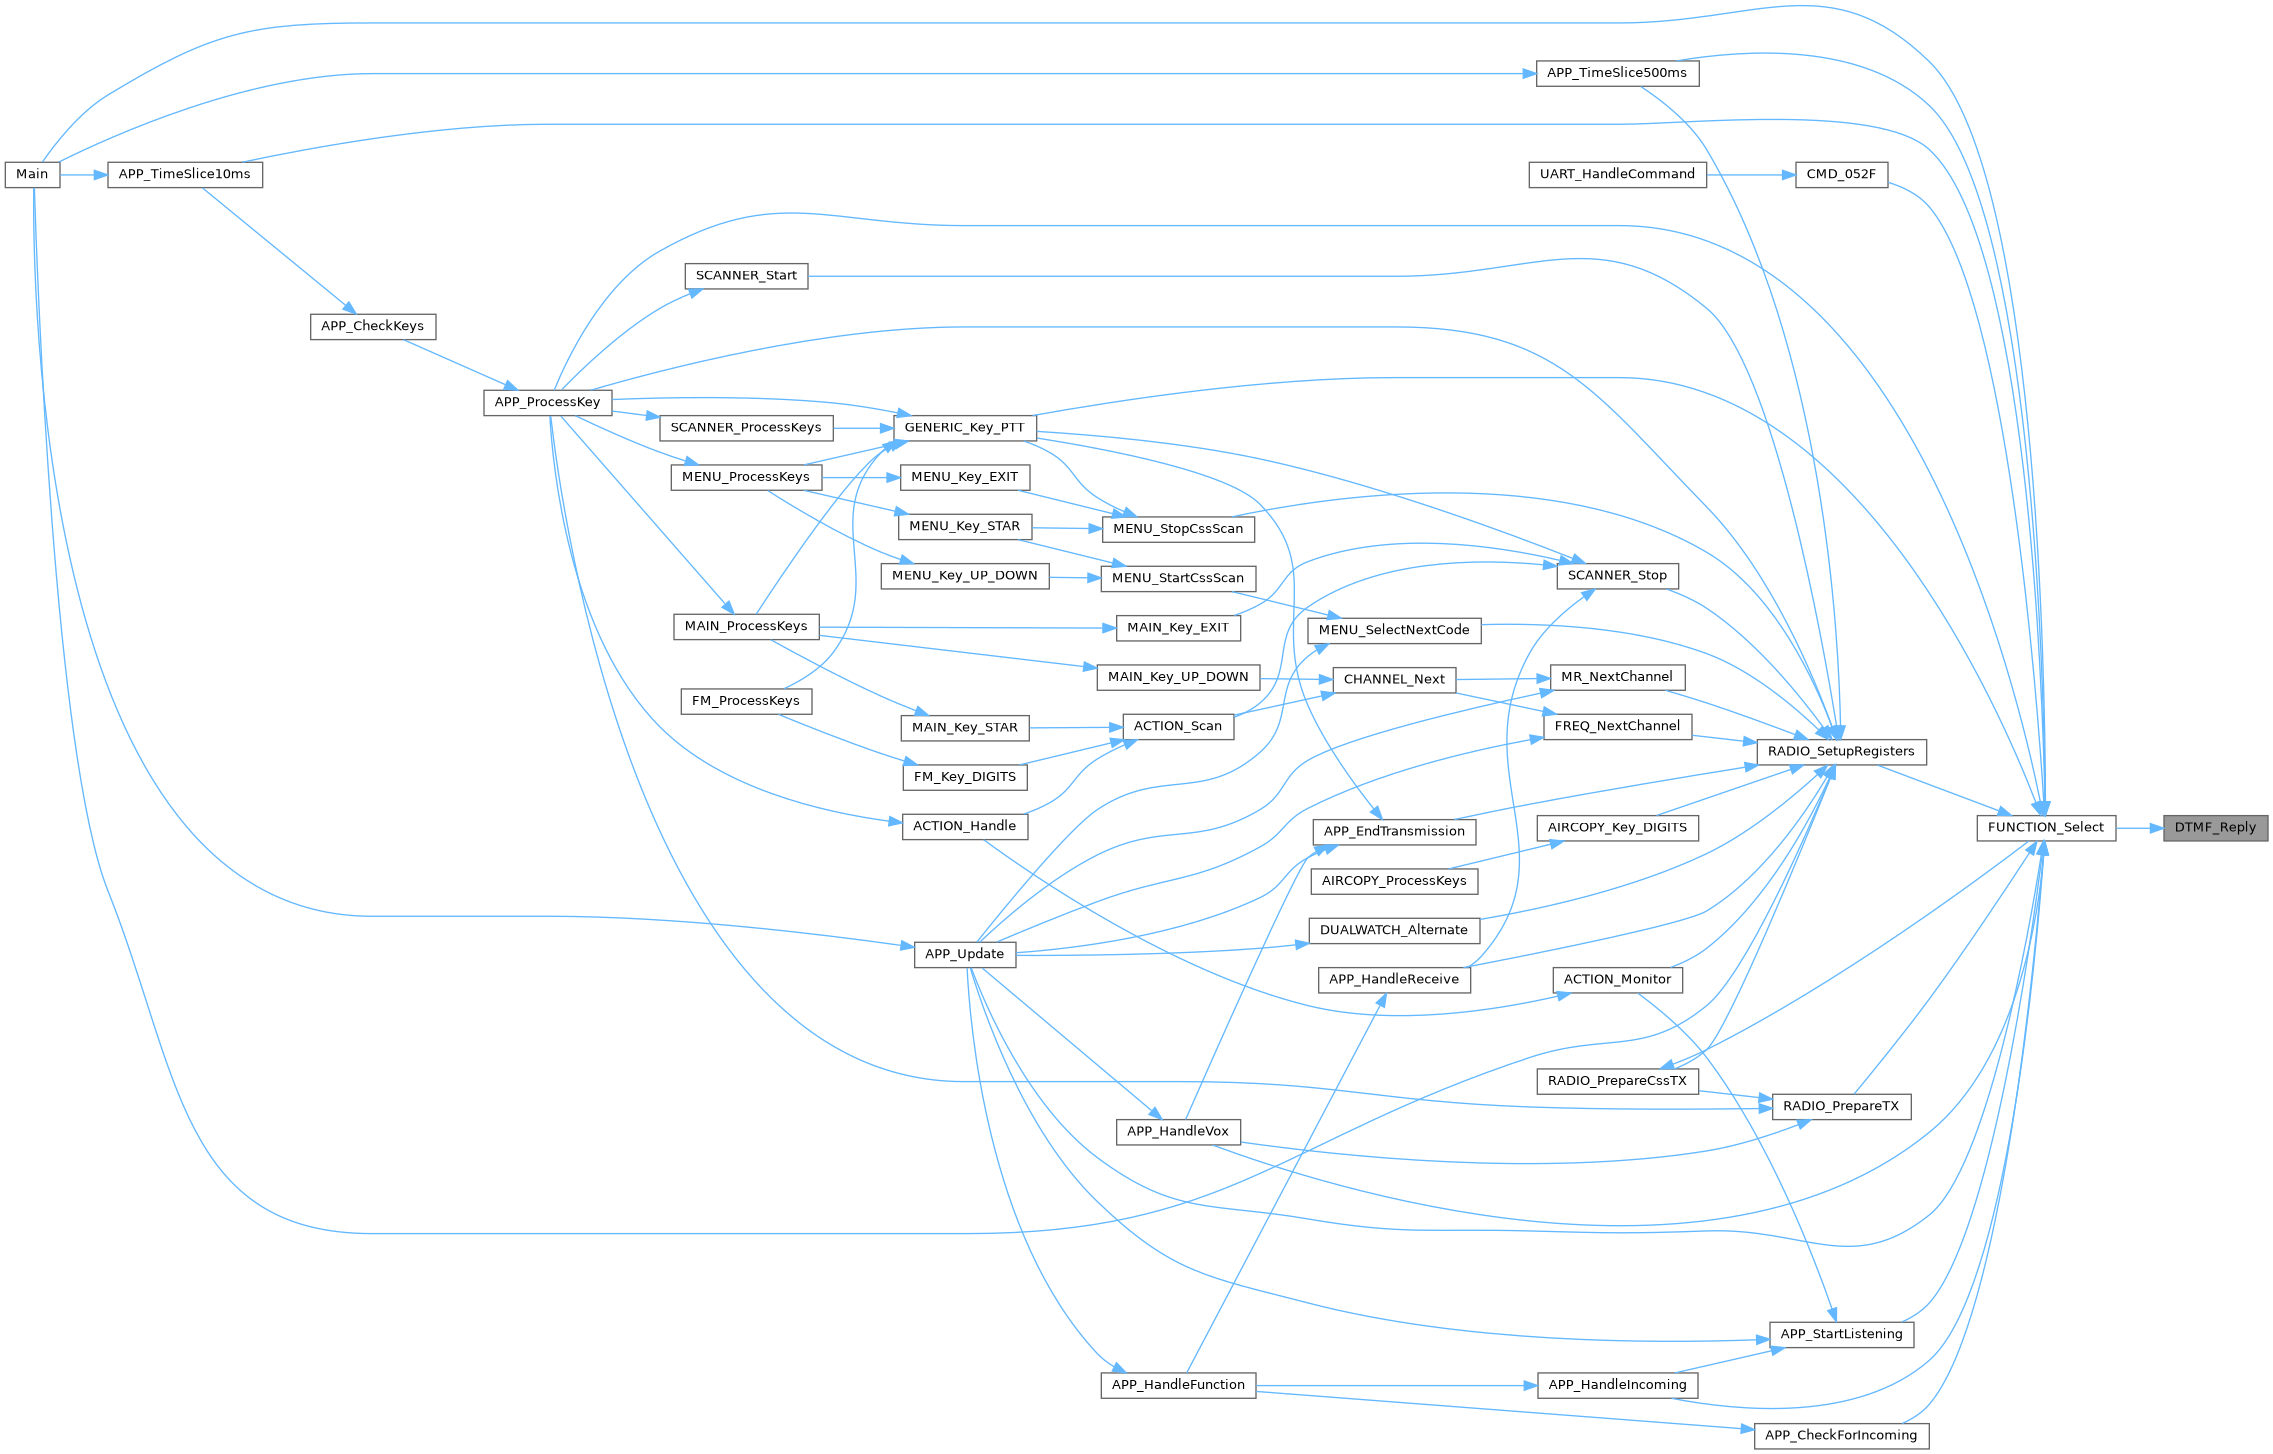 APP_TimeSlice500ms
Main
APP_TimeSlice10ms
UART_HandleCommand
CMD_052F
SCANNER_Start
APP_CheckKeys
APP_ProcessKey
SCANNER_ProcessKeys
GENERIC_Key_PTT
MENU_ProcessKeys
MENU_Key_EXIT
MENU_Key_STAR
MENU_StopCssScan
MENU_Key_UP_DOWN
MENU_StartCssScan
SCANNER_Stop
MAIN_ProcessKeys
MAIN_Key_EXIT
MENU_SelectNextCode
MAIN_Key_UP_DOWN
CHANNEL_Next
MR_NextChannel
FM_ProcessKeys
MAIN_Key_STAR
ACTION_Scan
FREQ_NextChannel
RADIO_SetupRegisters
FM_Key_DIGITS
ACTION_Handle
APP_EndTransmission
AIRCOPY_Key_DIGITS
FUNCTION_Select
DTMF_Reply
AIRCOPY_ProcessKeys
DUALWATCH_Alternate
APP_Update
APP_HandleReceive
ACTION_Monitor
RADIO_PrepareCssTX
RADIO_PrepareTX
APP_HandleVox
APP_StartListening
APP_HandleFunction
APP_HandleIncoming
APP_CheckForIncoming